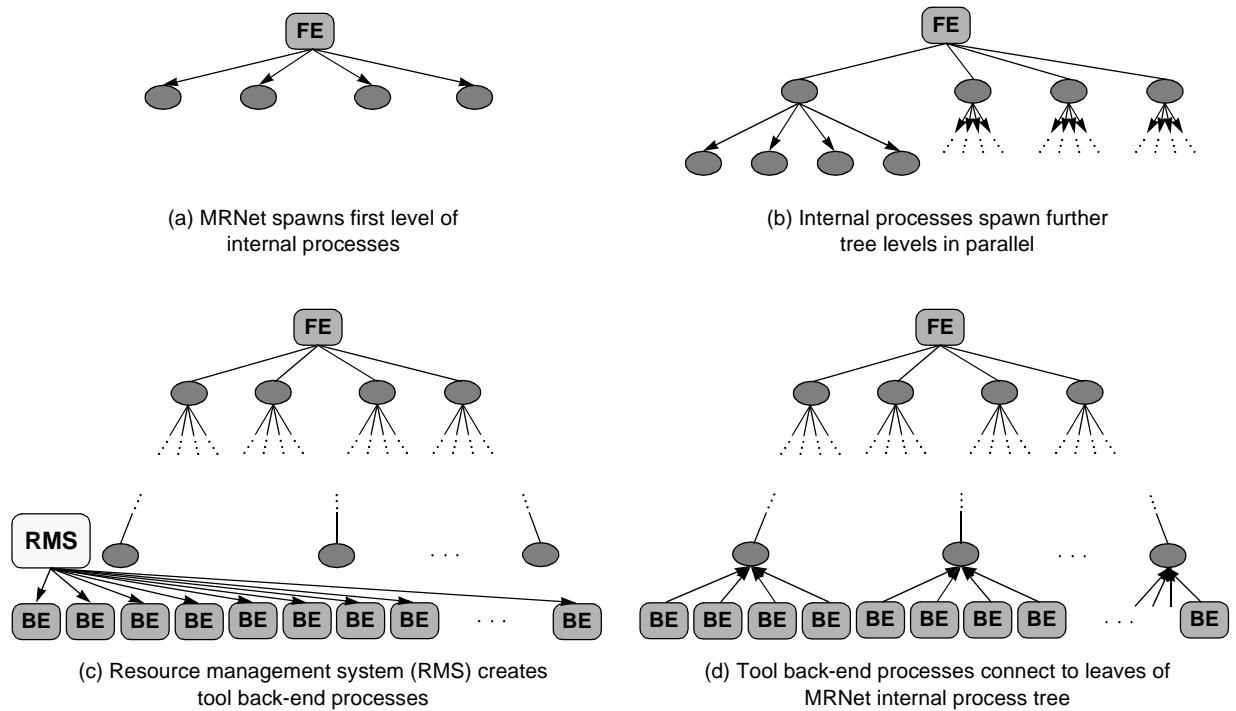 FE
(a) MRNet spawns first level of
internal processes
FE
(b) Internal processes spawn further
tree levels in parallel
FE
RMS
BE BE BE BE BE BE BE BE BE
(c) Resource management system (RMS) creates
tool back-end processes
FE
BE BE BE BE BE BE BE BE BE
(d) Tool back-end processes connect to leaves of
MRNet internal process tree